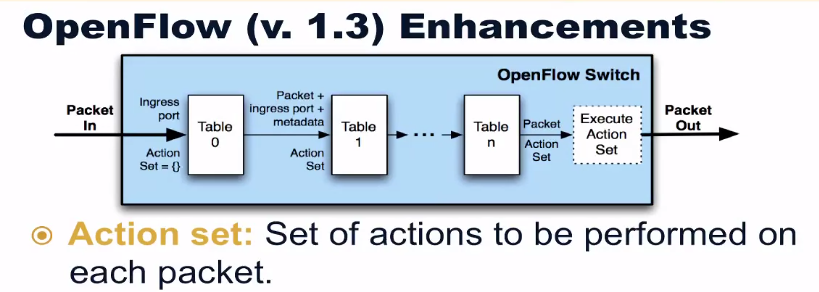 OpenFlow (v. 1.3) Enhancements
OpenFlow Switch
Packet
In
Ingress
port
Action
Set = {}
Table
0
Packet +
ingress port +
metadata
Action
Set
Table
1
...
Table
n
Packet
Action
Set
Execute
Action
Set
Packet
Out
Action set: Set of actions to be performed on
each packet.